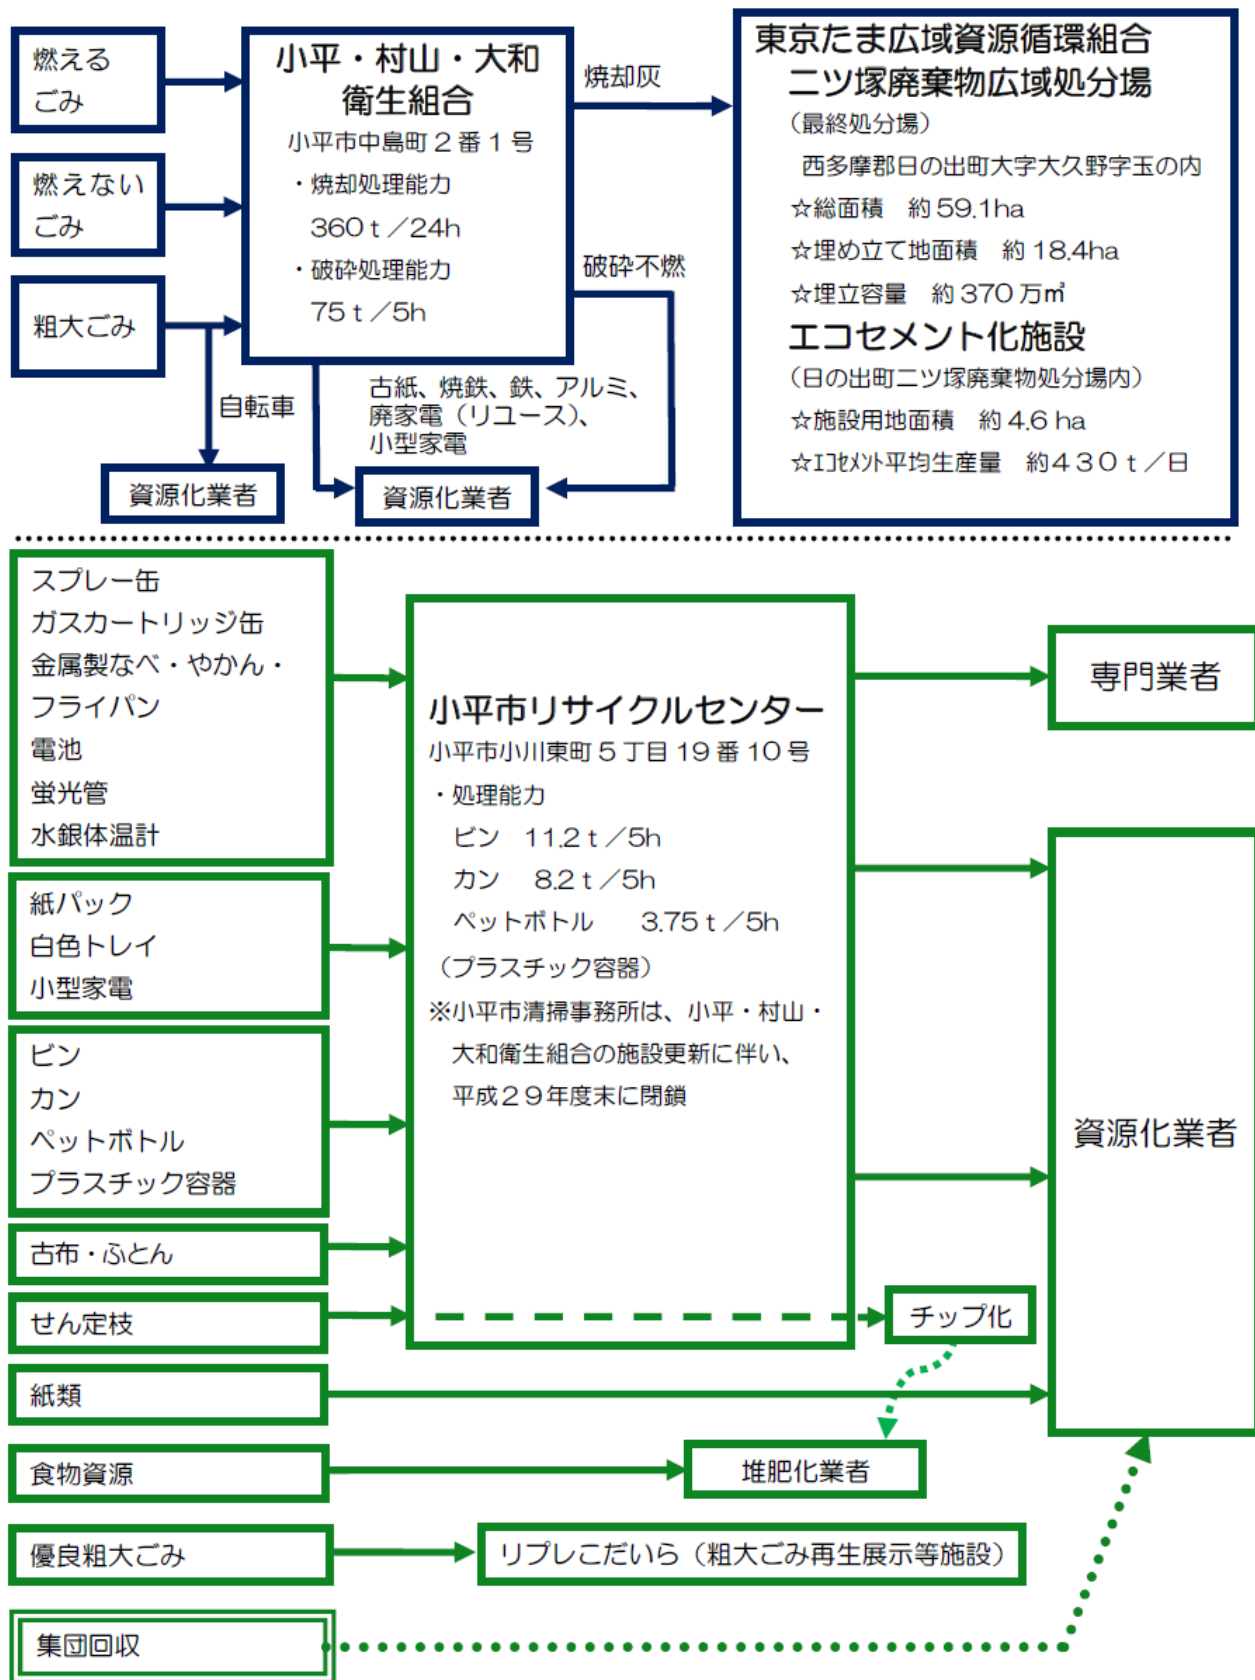 燃える
ごみ
燃えない
ごみ
粗大ごみ
小平・村山・大和
衛生組合
小平市中島町２番１号
・焼却処理能力
360ｔ／24h
・破砕処理能力
75ｔ／5h
焼却灰
破砕不燃
自転車
古紙、焼鉄、鉄、アルミ、
廃家電（リユース）、
小型家電
資源化業者
資源化業者
東京たま広域資源循環組合
二ツ塚廃棄物広域処分場
（最終処分場）
西多摩郡日の出町大字大久野字玉の内
☆総面積　約59.1ha
☆埋め立て地面積　約18.4ha
☆埋立容量　約370万㎥
エコセメント化施設
（日の出町二ツ塚廃棄物処分場内）
☆施設用地面積　約4.6 ha
☆ｴｺｾﾒﾝﾄ平均生産量　約４３０ｔ／日
スプレー缶
ガスカートリッジ缶
金属製なべ・やかん・
フライパン
電池
蛍光管
水銀体温計
紙パック
白色トレイ
小型家電
ビン
カン
ペットボトル
プラスチック容器
古布・ふとん
せん定枝
紙類
食物資源
優良粗大ごみ
集団回収
小平市リサイクルセンター
小平市小川東町５丁目19番10号
・処理能力
ビン　11.2ｔ／5h
カン　8.2ｔ／5h
ペットボトル　3.75ｔ／5h
（プラスチック容器）
※小平市清掃事務所は、小平・村山・
大和衛生組合の施設更新に伴い、
平成２９年度末に閉鎖
専門業者
資源化業者
チップ化
堆肥化業者
リプレこだいら（粗大ごみ再生展示等施設）